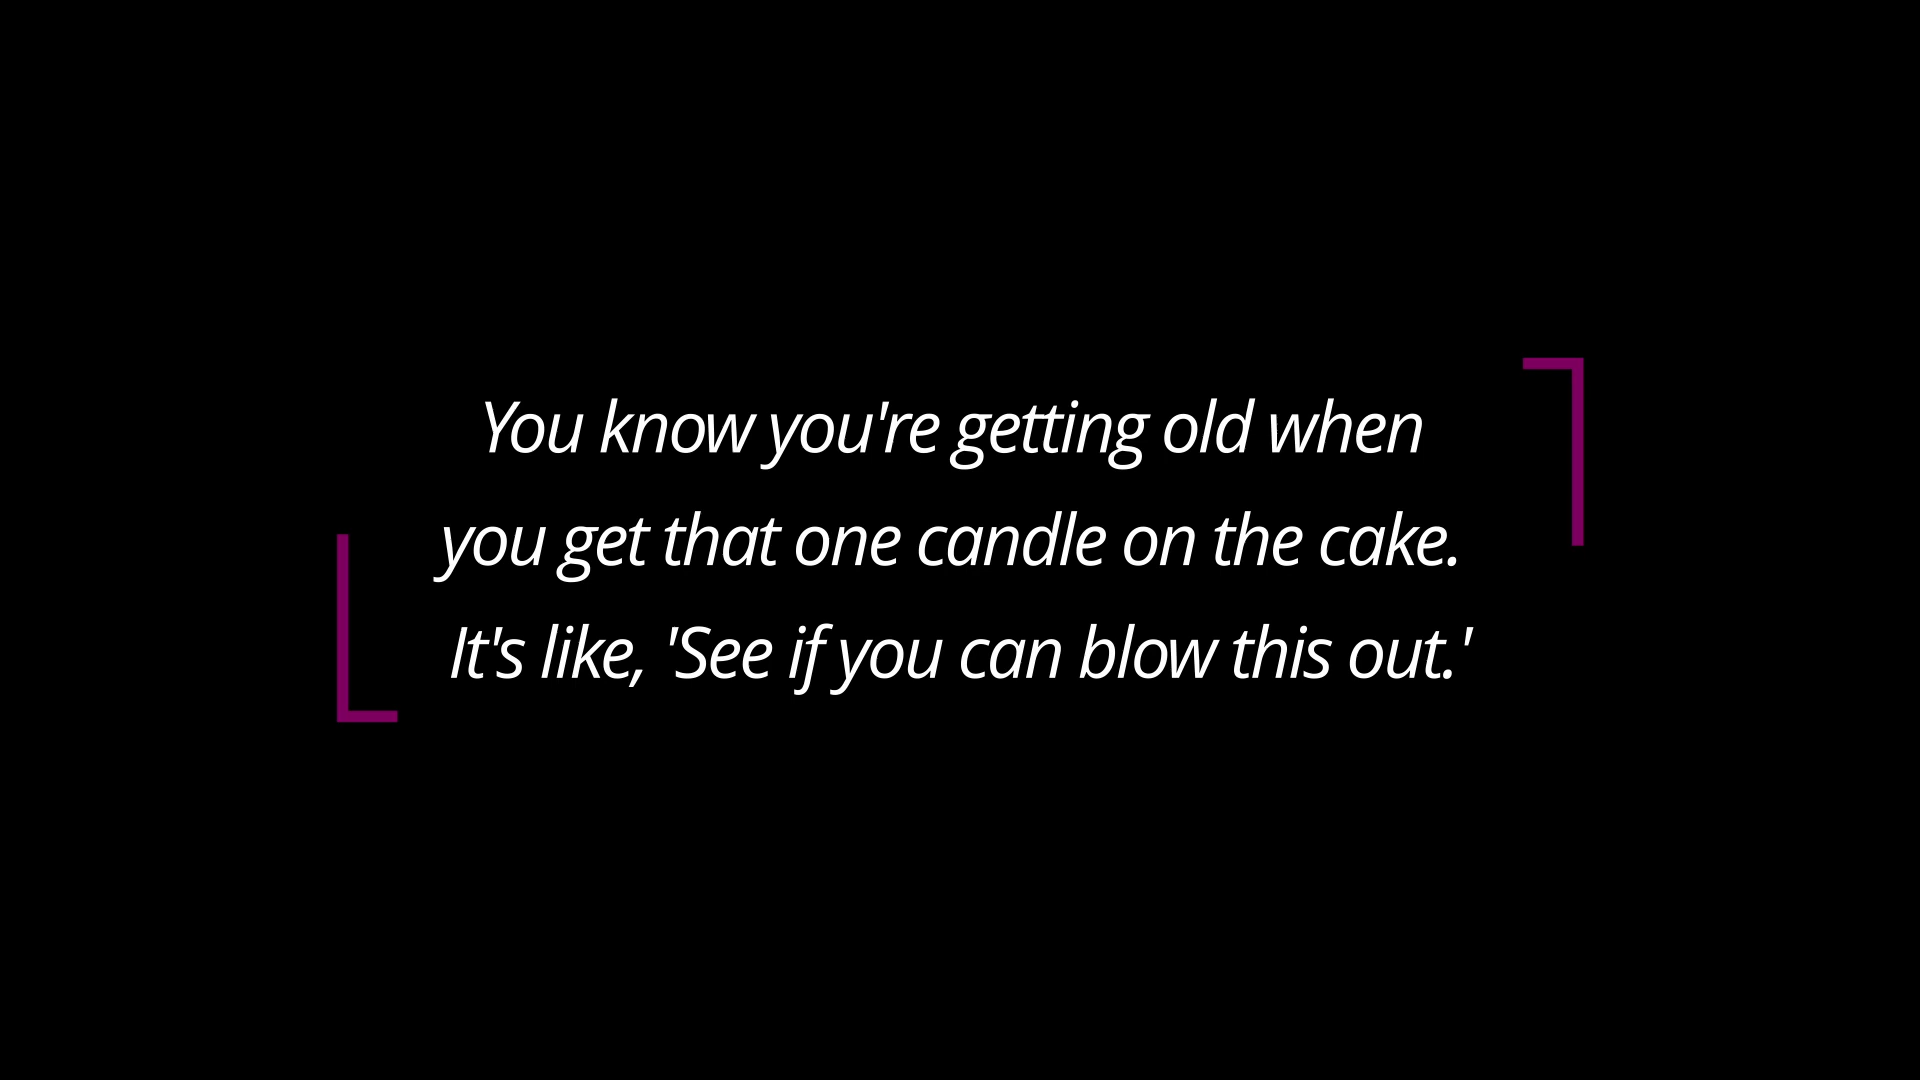 You know you're getting old when
you get that one candle on the cake.
It's like, 'See if you can blow this out.'